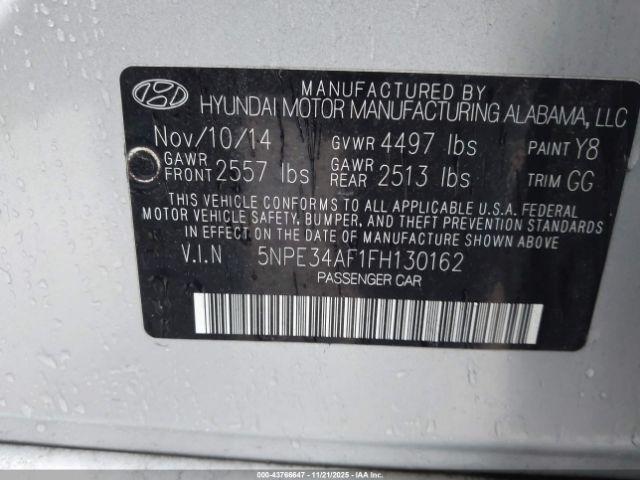 MANUFACTURED BY
HYUNDAI MOTOR MANUFACTURING ALABAMA, LLC
Nov/10/14 GVWR 4497 lbs PAINT Y8
GAWR FRONT 2557 lbs GAWR REAR 2513 lbs TRIM GG
THIS VEHICLE CONFORMS TO ALL APPLICABLE U.S.A. FEDERAL
MOTOR VEHICLE SAFETY, BUMPER, AND THEFT PREVENTION STANDARDS
IN EFFECT ON THE DATE OF MANUFACTURE SHOWN ABOVE.
V.I.N 5NPE34AF1FH130162
PASSENGER CAR
© 43766647 - 11/21/2025 - IAA Inc.